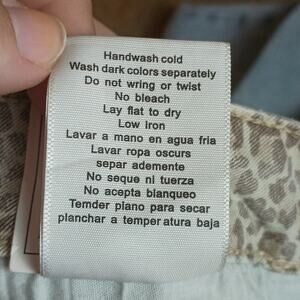 Handwash cold
Wash dark colors separately
Do not wring or twist
No bleach
Lay flat to dry
Low iron
Lavar a mano en agua fria
Lavar ropa oscurs
separ ademente
No seque ni tuerza
No acepta blanqueo
Temder plano para secar
planchar a temper atura baja